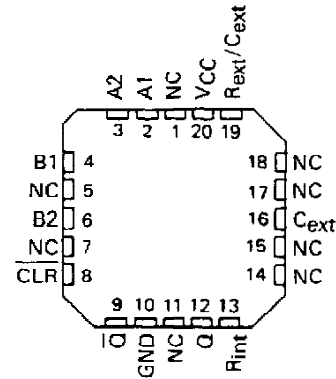 A2 A1 NC VCC Rext/Cext
3 2 1 20 19
B1 4 18 NC
NC 5 17 NC
B2 6 16 Cext
NC 7 15 NC
CLR 8 14 NC
9 10 11 12 13
Q GND NC Q Rint